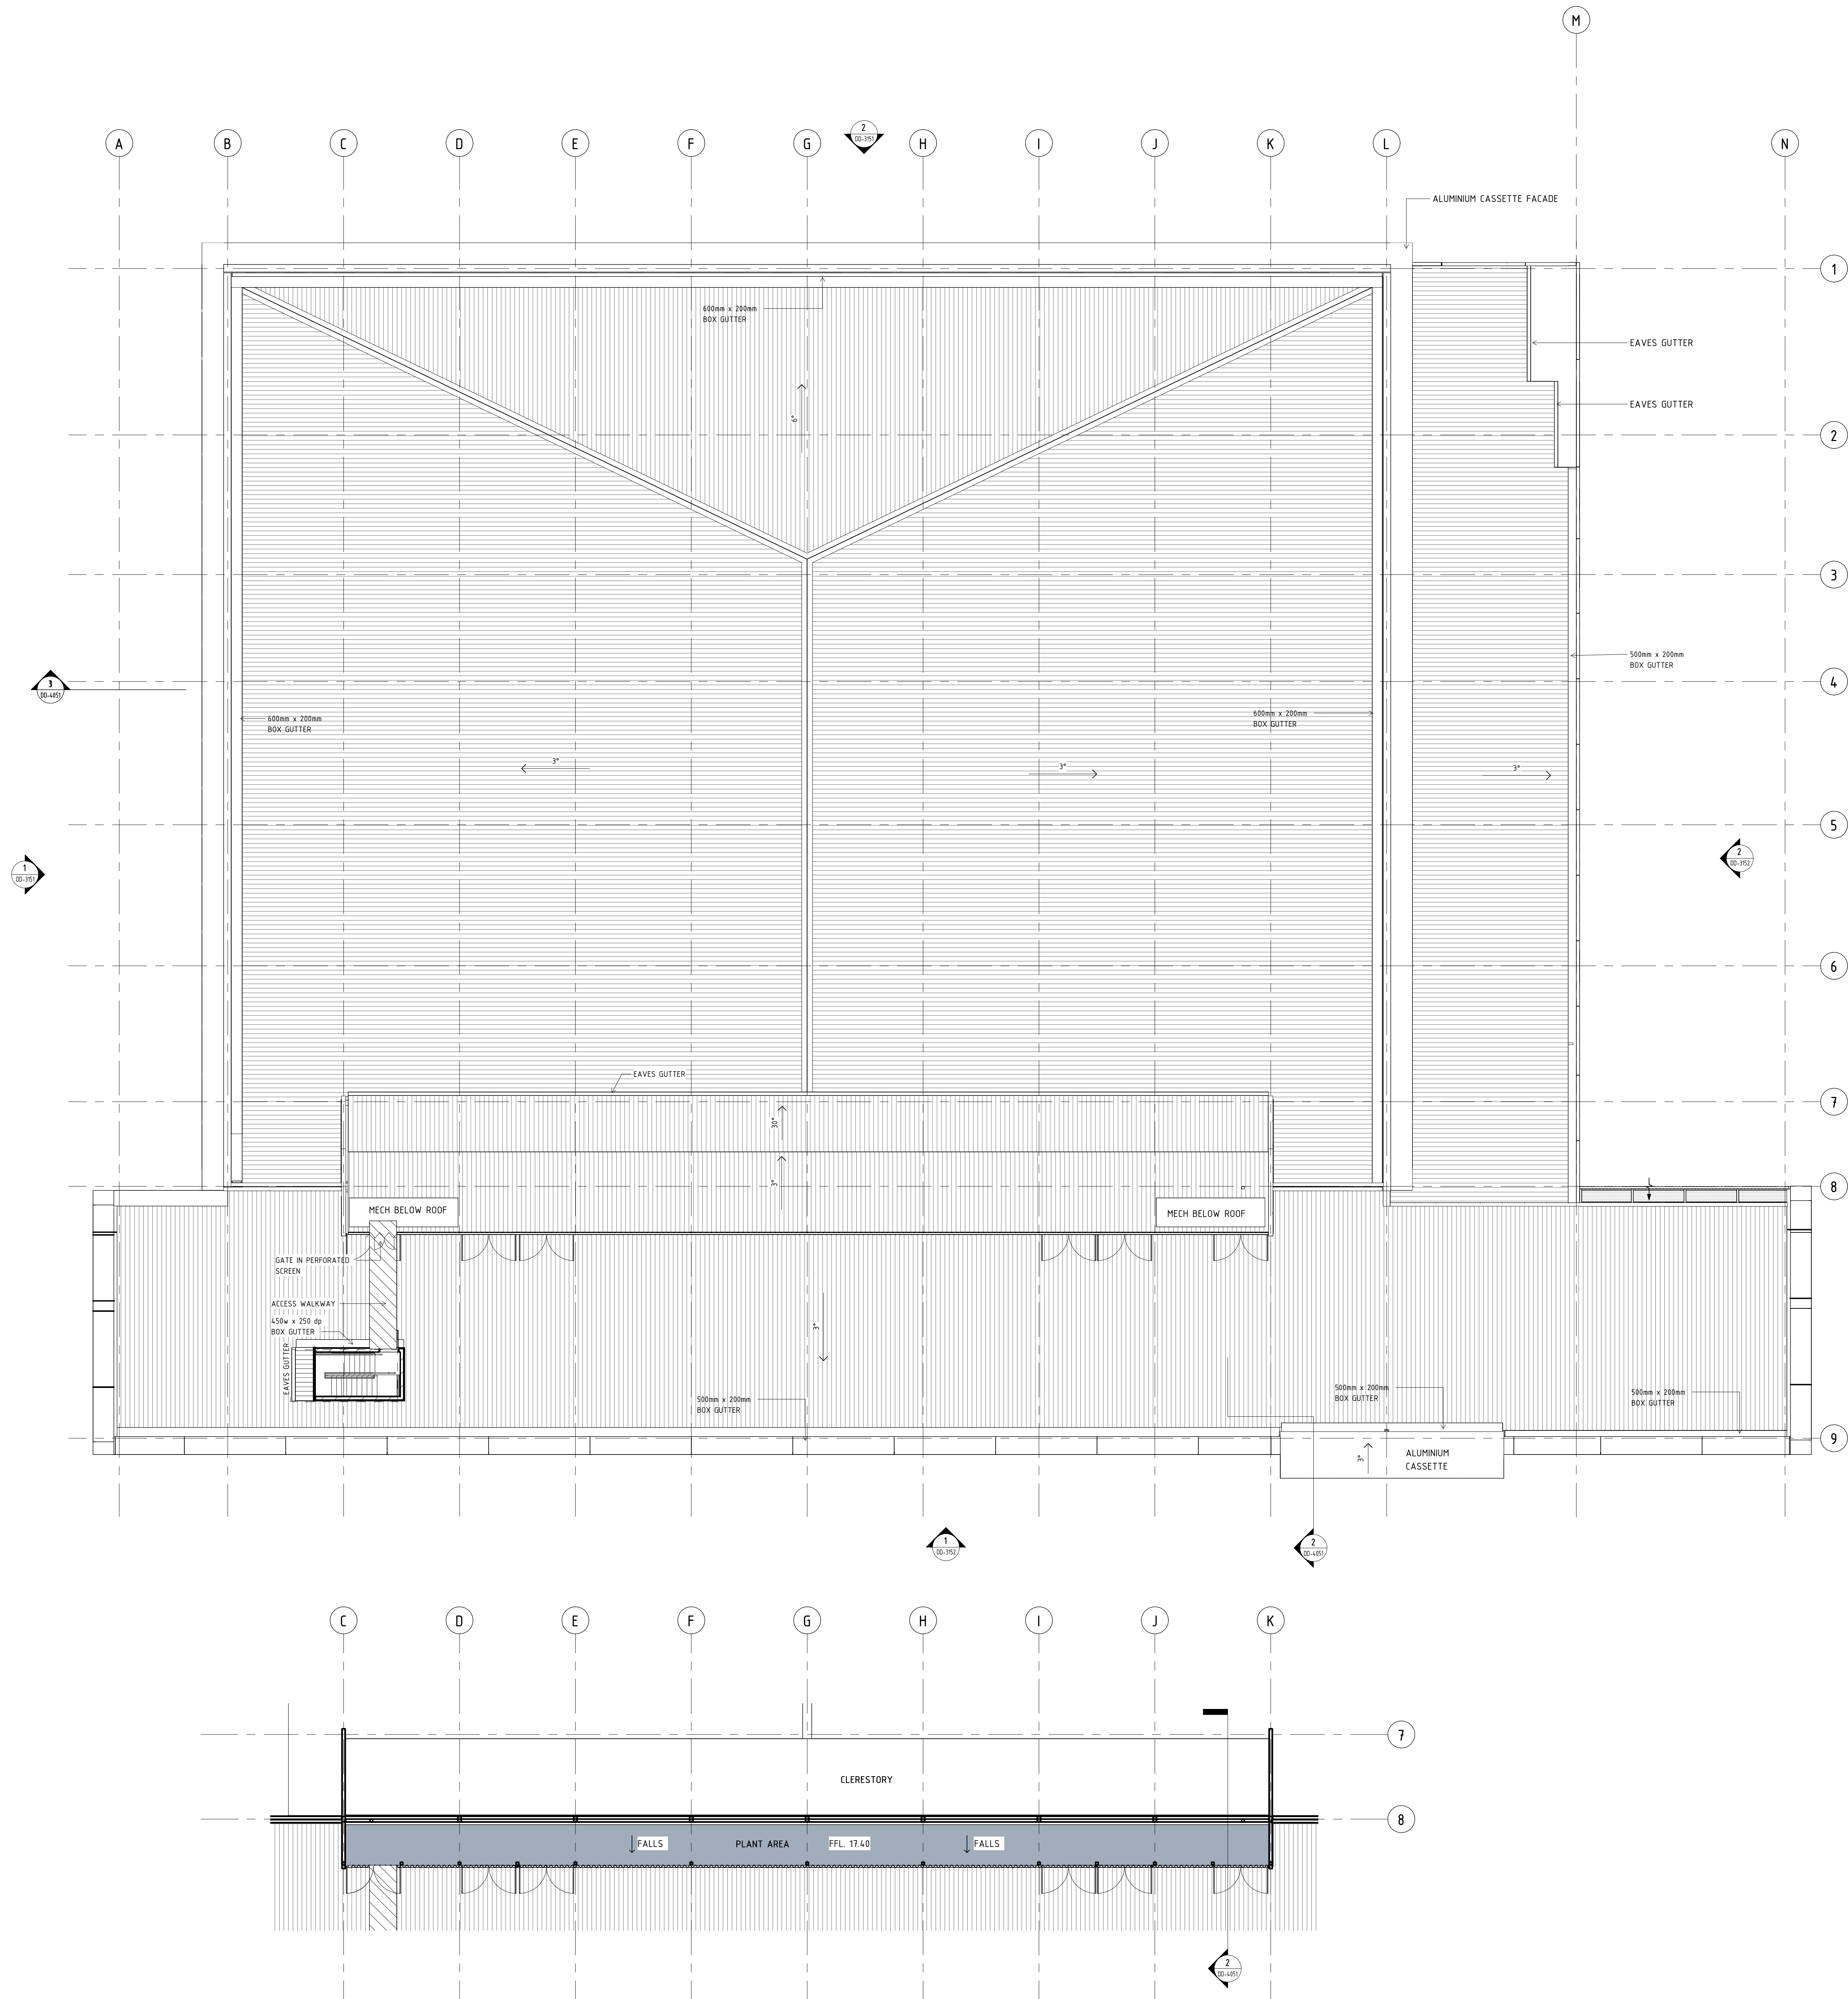 M
A B C D E F G H I J K L N
2
DD-3151
ALUMINIUM CASSETTE FACADE
1
600mm x 200mm
BOX GUTTER
EAVES GUTTER
6°
EAVES GUTTER
2
3
500mm x 200mm
BOX GUTTER
3
DD-4051
4
600mm x 200mm
BOX GUTTER
600mm x 200mm
BOX GUTTER
3°
3°
3°
5
1
DD-3151
2
DD-3152
6
EAVES GUTTER
7
30°
3°
8
MECH BELOW ROOF
MECH BELOW ROOF
GATE IN PERFORATED
SCREEN
ACCESS WALKWAY
450w x 250 dp
BOX GUTTER
EAVES GUTTER
3°
500mm x 200mm
BOX GUTTER
500mm x 200mm
BOX GUTTER
500mm x 200mm
BOX GUTTER
9
3°
ALUMINIUM
CASSETTE
1
DD-3152
2
DD-4051
C D E F G H I J K
7
CLERESTORY
8
FALLS
PLANT AREA
FFL. 17.40
FALLS
2
DD-4051